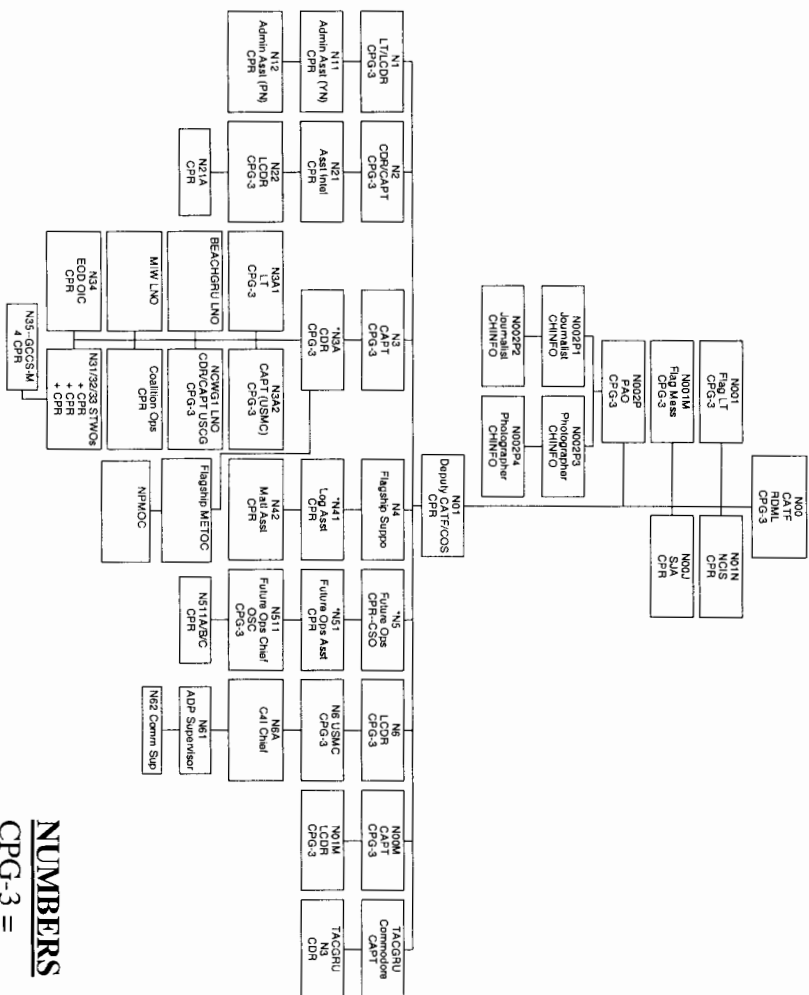 N00
CATF
RDML
CPG-3
N001
Flag LT
CPG-3
N01N
NCIS
CPR
N001M
Flag Mess
CPG-3
N00J
SJA
CPR
N002P
PAO
CPG-3
N002P1
Journalist
CHINFO
N002P3
Photographer
CHINFO
N002P2
Journalist
CHINFO
N002P4
Photographer
CHINFO
N01
Deputy CATF/COS
CPR
N1
LT/LCDR
CPG-3
N2
CDR/CAPT
CPG-3
N3
CAPT
CPG-3
N4
Flagship Suppo
*N5
Future Ops
CPR--CSO
N6
LCDR
CPG-3
N00M
CAPT
CPG-3
TACGRU
Commodore
CAPT
N11
Admin Asst (YN)
CPR
N21
Asst Intel
CPR
*N3A
CDR
CPG-3
*N41
Log Asst
CPR
*N51
Future Ops Asst
CPR
N6 USMC
CPG-3
N01M
LCDR
CPG-3
TACGRU
N3
CDR
N12
Admin Asst (PN)
CPR
N22
LCDR
CPG-3
N3A1
LT
CPG-3
N3A2
CAPT (USMC)
CPG-3
N42
Matl Asst
CPR
N511
Future Ops Chief
OSC
CPG-3
N6A
C4I Chief
N21A
CPR
BEACHGRU LNO
NCWG1 LNO
CDR/CAPT USCG
CPG-3
Flagship METOC
N511A/B/C
CPR
N61
ADP Supervisor
MIW LNO
Coalition Ops
CPR
NPMOC
N62 Comm Sup
N34
EOD OIC
CPR
N31/32/33 STWOs
+ CPR
+ CPR
+ CPR
N35--GCCS-M
4 CPR
NUMBERS
CPG-3 =